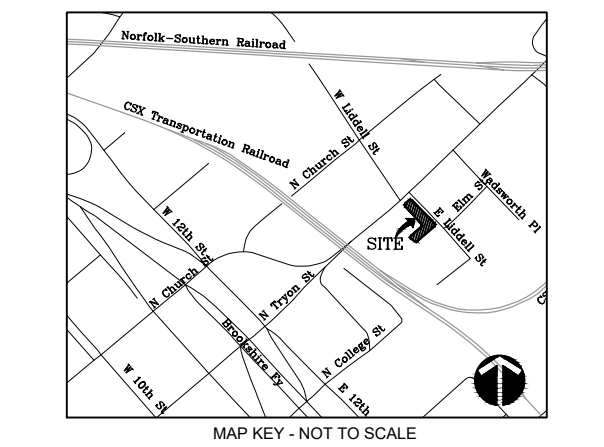 Norfolk-Southern Railroad
CSX Transportation Railroad
W Liddell St
N Church St
Wadsworth Pl
Elm S
E Liddell St
SITE
W 12th St
N Church St
N Tryon St
Brookshire Fy
N College St
W 10th St
E 12th
CS
MAP KEY - NOT TO SCALE